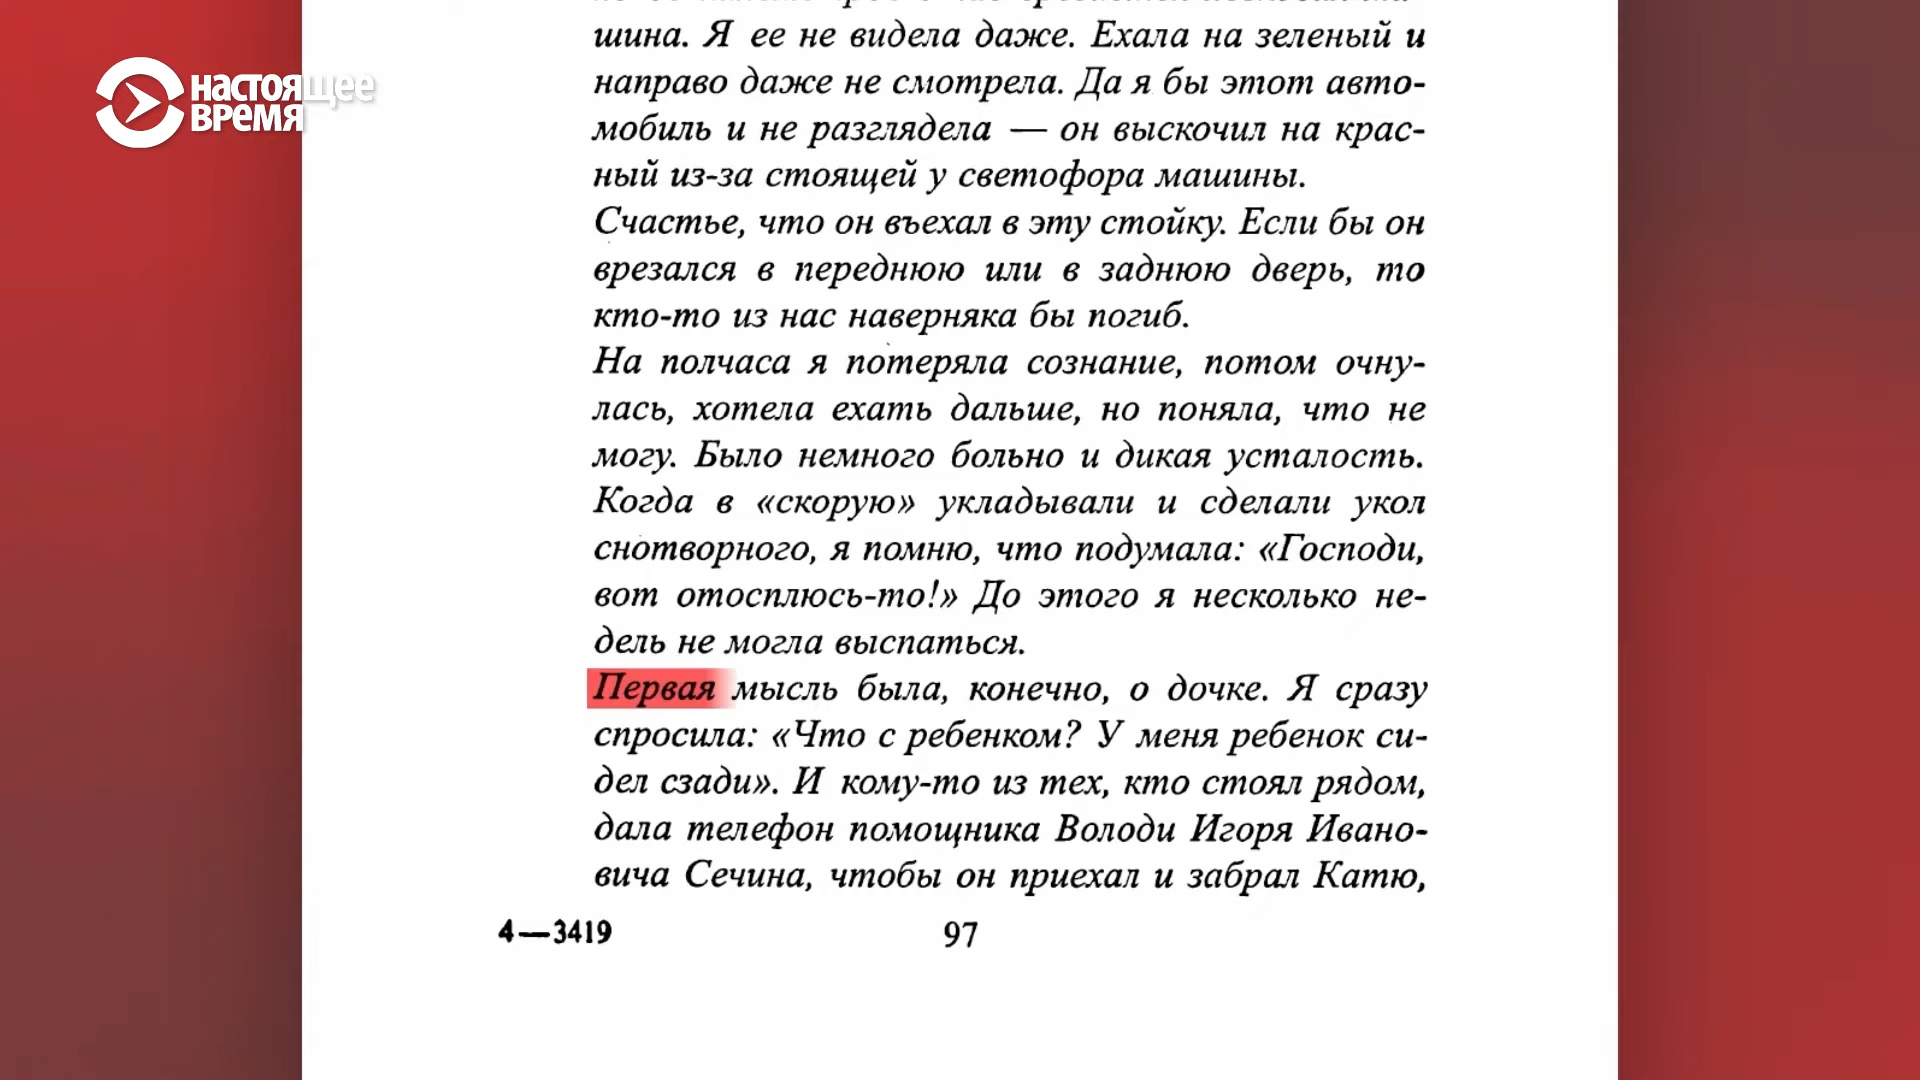 настоящее
время
шина. Я ее не видела даже. Ехала на зеленый и
направо даже не смотрела. Да я бы этот авто-
мобиль и не разглядела — он выскочил на крас-
ный из-за стоящей у светофора машины.
Счастье, что он въехал в эту стойку. Если бы он
врезался в переднюю или в заднюю дверь, то
кто-то из нас наверняка бы погиб.
На полчаса я потеряла сознание, потом очну-
лась, хотела ехать дальше, но поняла, что не
могу. Было немного больно и дикая усталость.
Когда в «скорую» укладывали и сделали укол
снотворного, я помню, что подумала: «Господи,
вот отосплюсь-то!» До этого я несколько не-
дель не могла выспаться.
Первая мысль была, конечно, о дочке. Я сразу
спросила: «Что с ребенком? У меня ребенок си-
дел сзади». И кому-то из тех, кто стоял рядом,
дала телефон помощника Володи Игоря Ивано-
вича Сечина, чтобы он приехал и забрал Катю,
4—3419
97